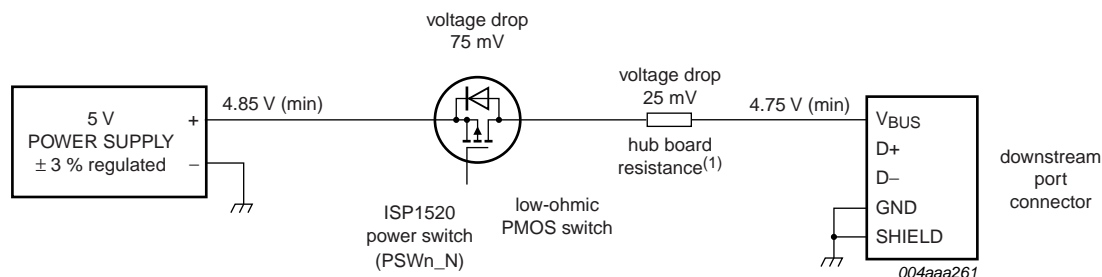 voltage drop
75 mV
voltage drop
25 mV
4.85 V (min)
4.75 V (min)
5 V
POWER SUPPLY
± 3 % regulated
+
−
hub board
resistance(1)
VBUS
D+
D−
GND
SHIELD
downstream
port
connector
ISP1520
power switch
(PSWn_N)
low-ohmic
PMOS switch
004aaa261